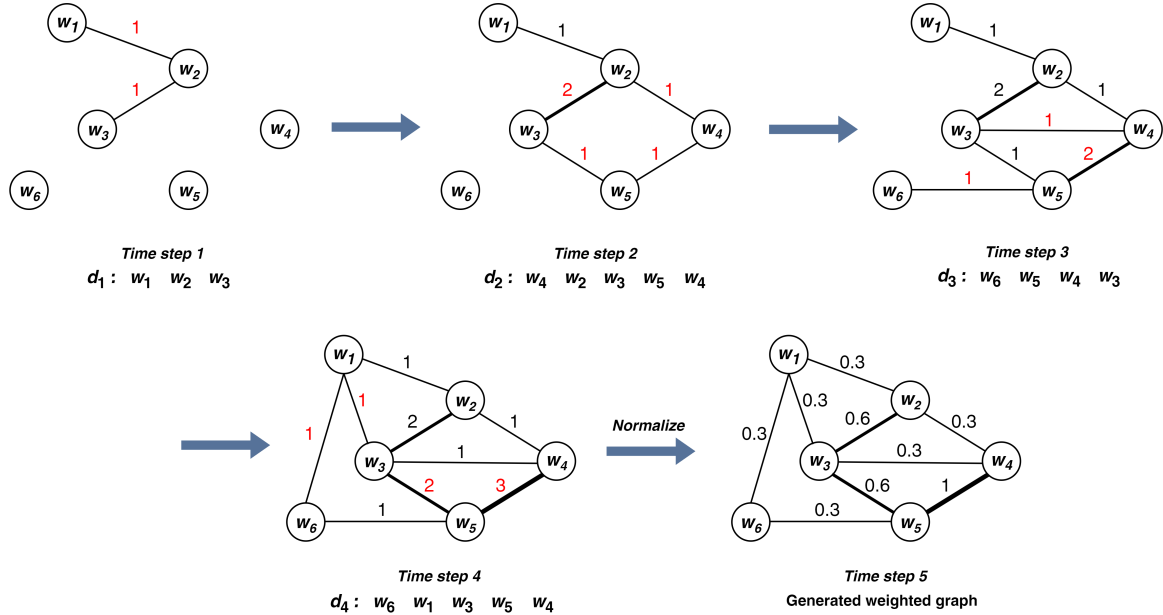 w1
1
w2
1
w3
w4
w6
w5
Time step 1
d1 : w1 w2 w3
w1
1
w2
2
1
w3
w4
1
1
w6
w5
Time step 2
d2 : w4 w2 w3 w5 w4
w1
1
w2
2
1
w3
1
w4
1
2
w6
1
w5
Time step 3
d3 : w6 w5 w4 w3
w1
1
w2
1
2
1
1
w3
1
w4
2
3
w6
1
w5
Time step 4
d4 : w6 w1 w3 w5 w4
Normalize
w1
0.3
w2
0.3
0.6
0.3
0.3
w3
0.3
w4
0.6
1
w6
0.3
w5
Time step 5
Generated weighted graph